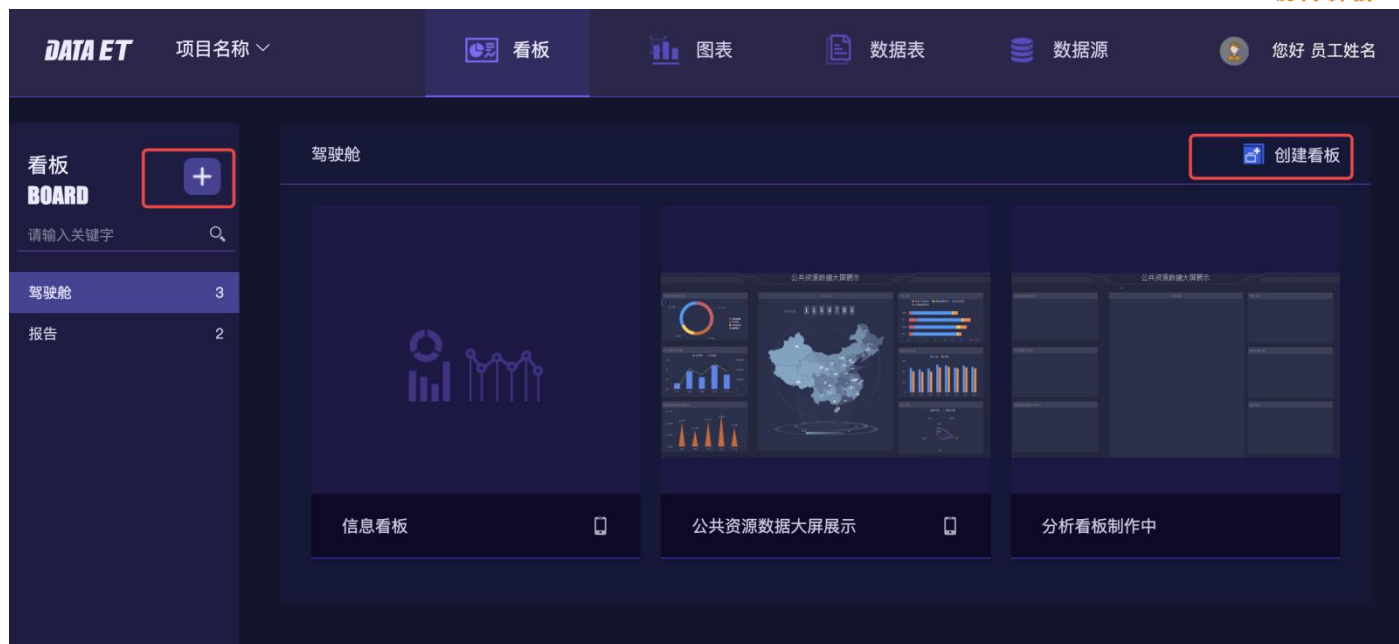 DATA ET
项目名称
看板
图表
数据表
数据源
您好 员工姓名
看板
BOARD
请输入关键字
驾驶舱 3
报告 2
驾驶舱
创建看板
公共资源数据大屏展示
公共资源数据大屏展示
信息看板
公共资源数据大屏展示
分析看板制作中